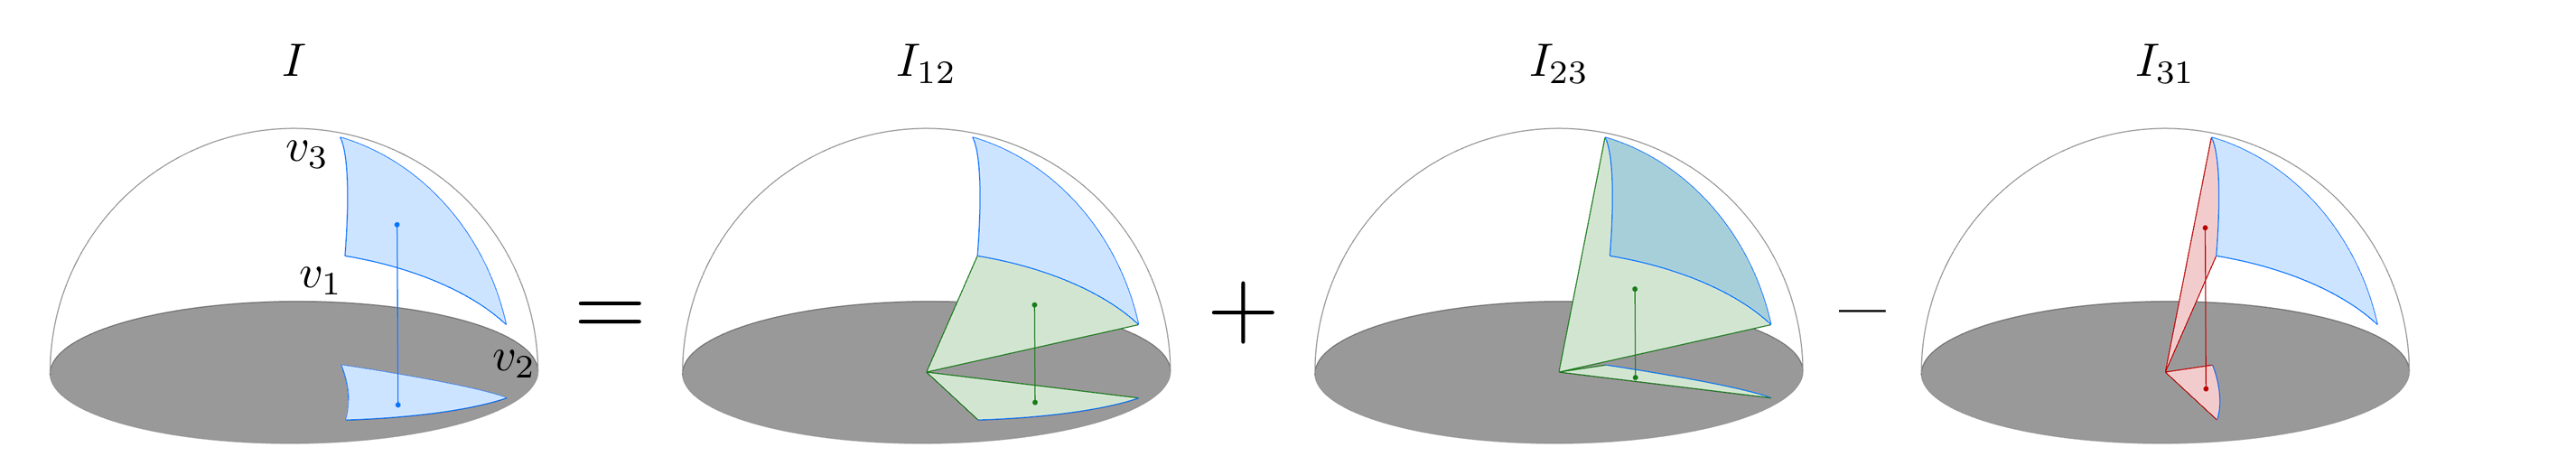 I I₁₂ I₂₃ I₃₁
v₃
v₁
= + −
v₂